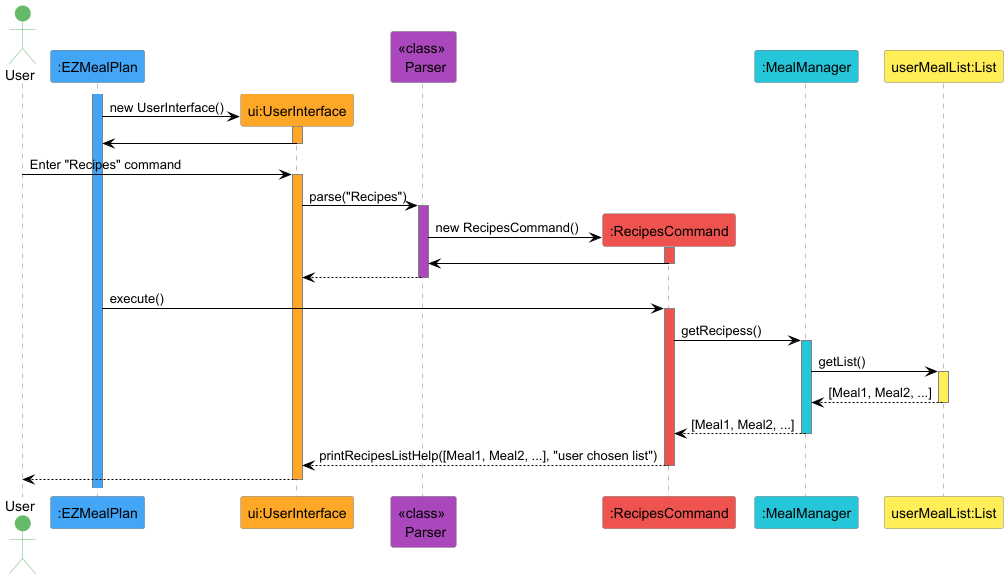 User
:EZMealPlan
«class»
Parser
:MealManager
userMealList:List
new UserInterface()
ui:UserInterface
Enter "Recipes" command
parse("Recipes")
new RecipesCommand()
:RecipesCommand
execute()
getRecipess()
getList()
[Meal1, Meal2, ...]
[Meal1, Meal2, ...]
printRecipesListHelp([Meal1, Meal2, ...], "user chosen list")
User
:EZMealPlan
ui:UserInterface
«class»
Parser
:RecipesCommand
:MealManager
userMealList:List